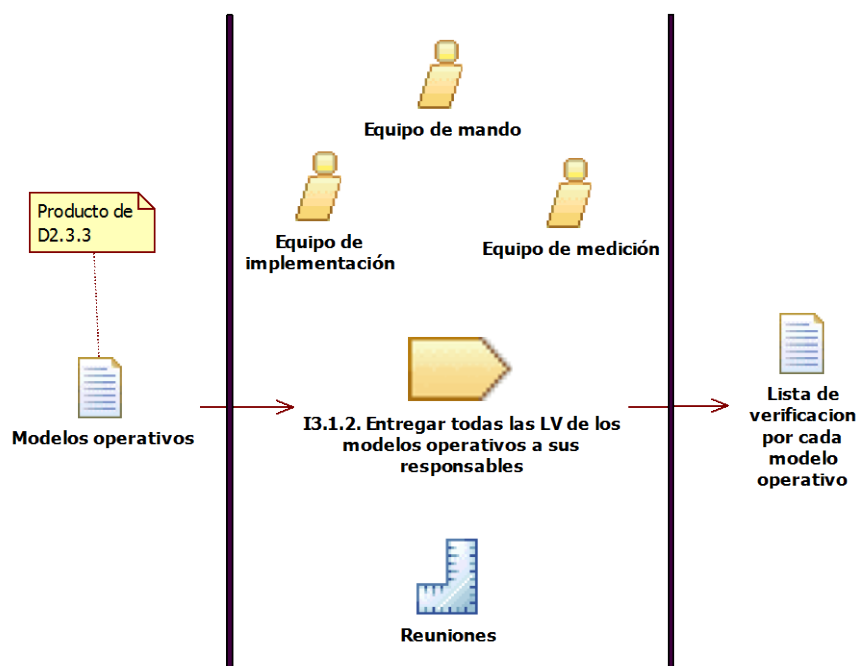 Equipo de mando
Producto de
D2.3.3
Equipo de
implementación
Equipo de medición
Modelos operativos
I3.1.2. Entregar todas las LV de los
modelos operativos a sus
responsables
Lista de
verificacion
por cada
modelo
operativo
Reuniones